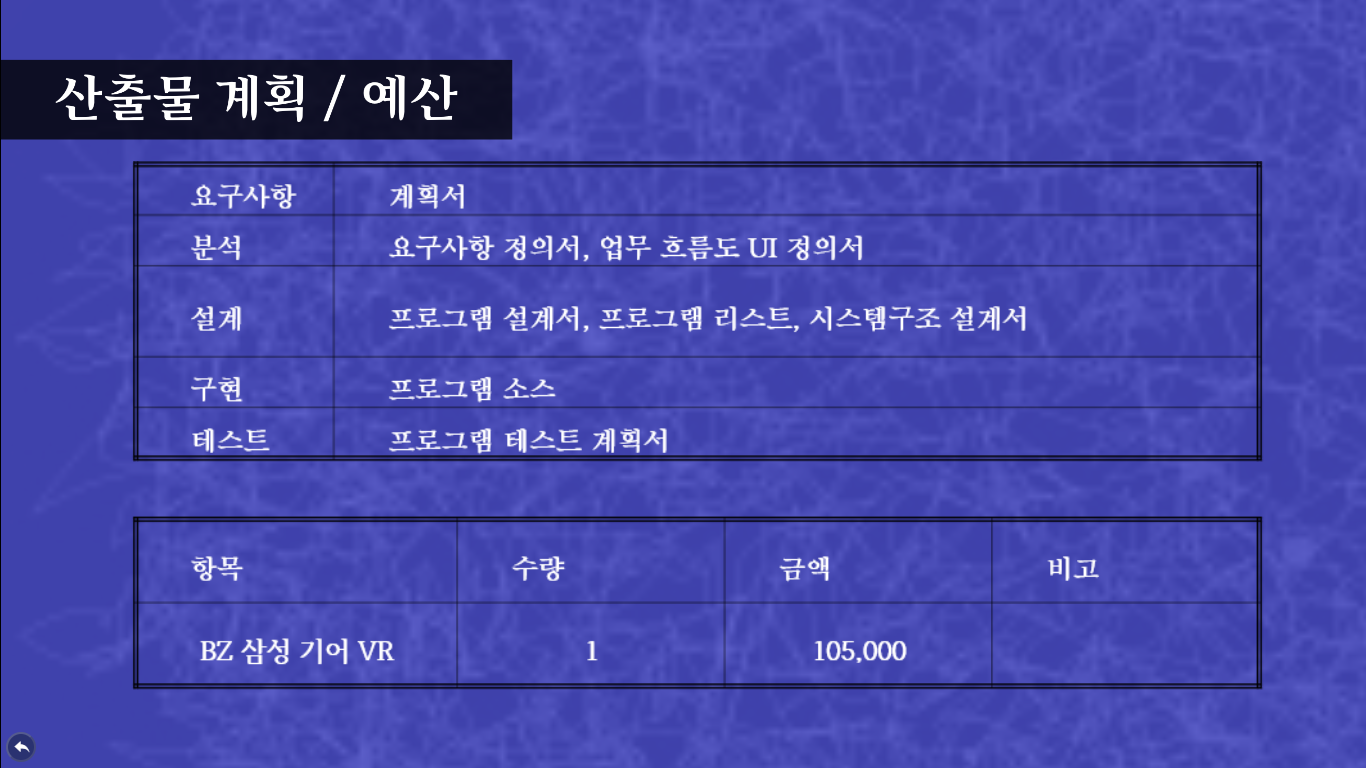 산출물 계획 / 예산
요구사항 계획서
분석 요구사항 정의서, 업무 흐름도 UI 정의서
설계 프로그램 설계서, 프로그램 리스트, 시스템구조 설계서
구현 프로그램 소스
테스트 프로그램 테스트 계획서
항목 수량 금액 비고
BZ 삼성 기어 VR 1 105,000